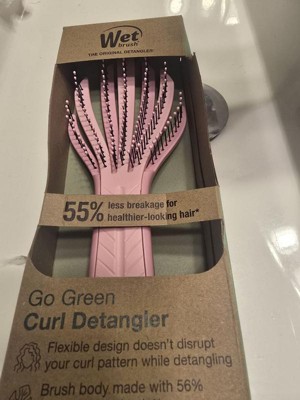 Wet
brush®
THE ORIGINAL DETANGLER®
55% less breakage for
healthier-looking hair*
Go Green
Curl Detangler
Flexible design doesn't disrupt
your curl pattern while detangling
Brush body made with 56%